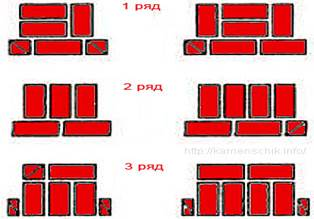 1 ряд
2 ряд
http://kamenschik.info/
3 ряд